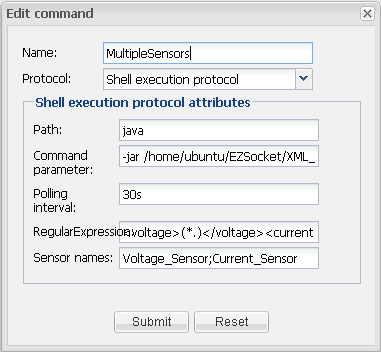 Edit command
Name: MultipleSensors
Protocol: Shell execution protocol
Shell execution protocol attributes
Path: java
Command parameter: -jar /home/ubuntu/EZSocket/XML_
Polling interval: 30s
RegularExpression: voltage>(*.)</voltage><current
Sensor names: Voltage_Sensor;Current_Sensor
Submit Reset